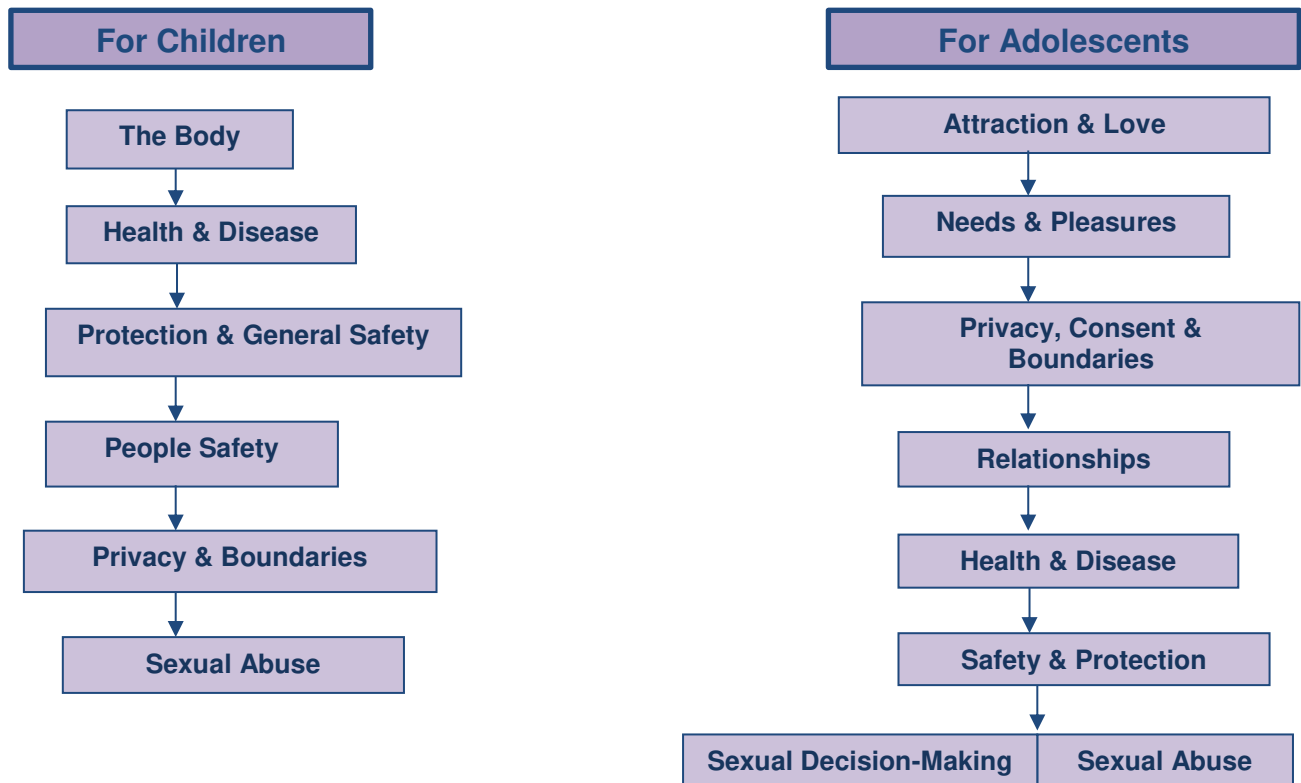 For Children
The Body
Health & Disease
Protection & General Safety
People Safety
Privacy & Boundaries
Sexual Abuse
For Adolescents
Attraction & Love
Needs & Pleasures
Privacy, Consent &
Boundaries
Relationships
Health & Disease
Safety & Protection
Sexual Decision-Making
Sexual Abuse